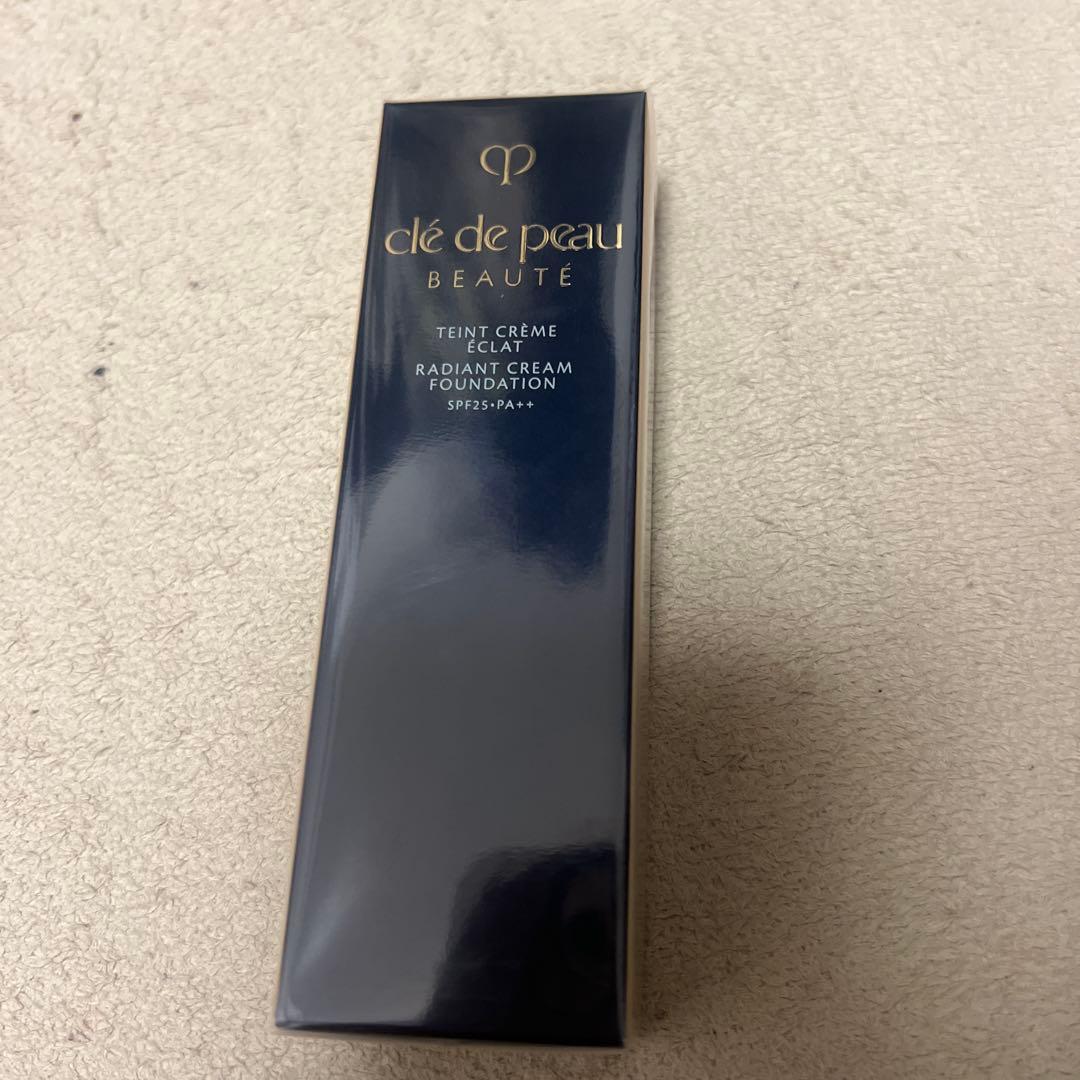 clé de peau
BEAUTÉ
TEINT CRÈME
ÉCLAT
RADIANT CREAM
FOUNDATION
SPF25•PA++